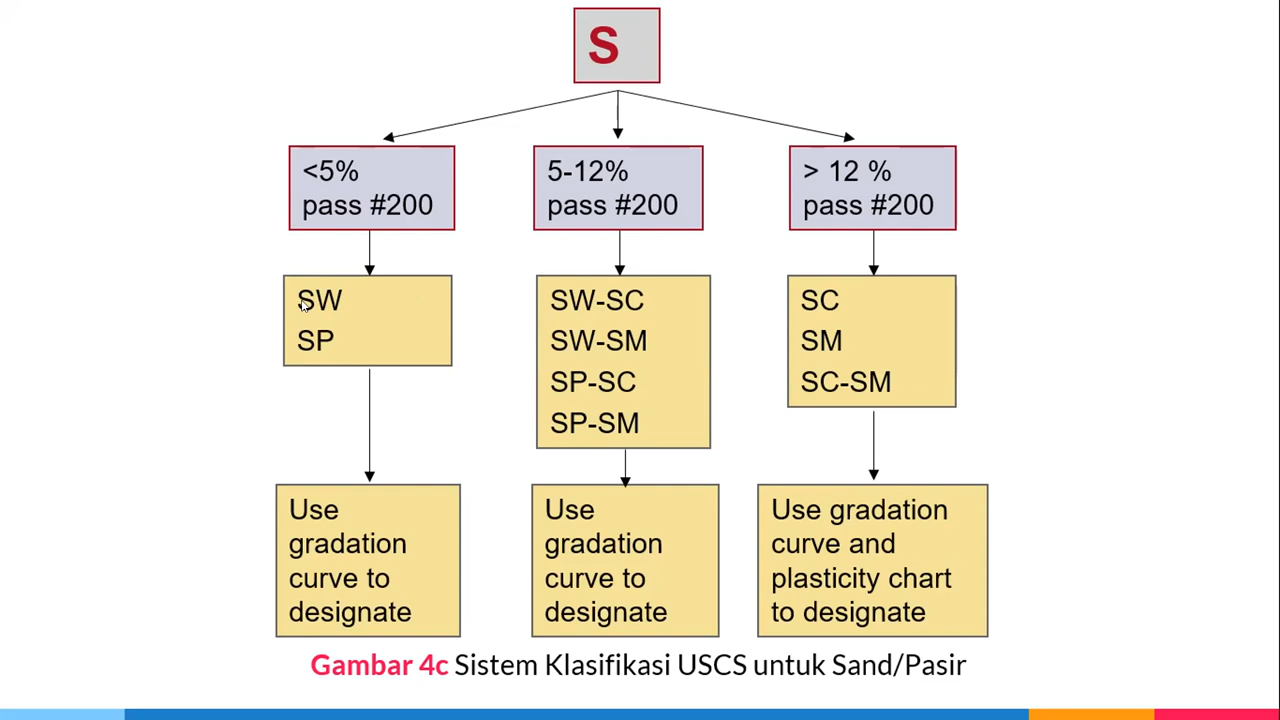 S
<5%
pass #200
5-12%
pass #200
> 12 %
pass #200
SW
SP
SW-SC
SW-SM
SP-SC
SP-SM
SC
SM
SC-SM
Use
gradation
curve to
designate
Use
gradation
curve to
designate
Use gradation
curve and
plasticity chart
to designate
Gambar 4c Sistem Klasifikasi USCS untuk Sand/Pasir